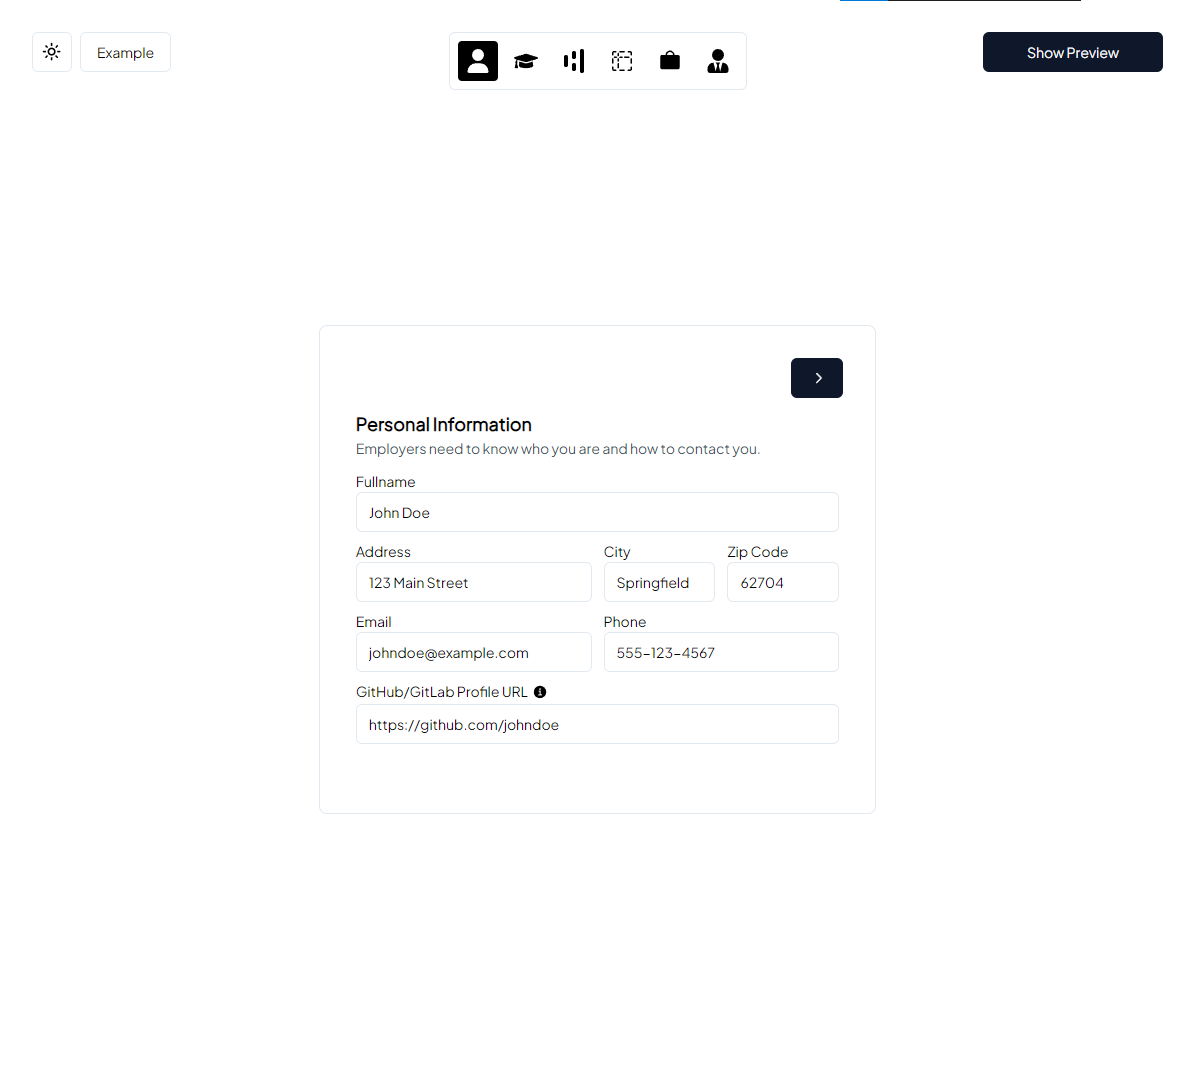 Example
Show Preview
Personal Information
Employers need to know who you are and how to contact you.
Fullname
John Doe
Address City Zip Code
123 Main Street Springfield 62704
Email Phone
johndoe@example.com 555-123-4567
GitHub/GitLab Profile URL
https://github.com/johndoe